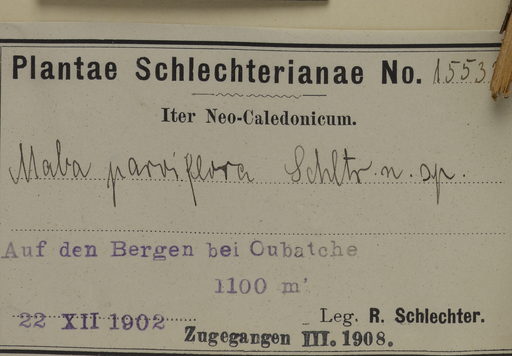 Plantae Schlechterianae No. 15532
Iter Neo-Caledonicum.
Maba parviflora Schltr. n. sp.
Auf den Bergen bei Oubatche
1100 m'
22 XII 1902
Leg. R. Schlechter.
Zugegangen III. 1908.